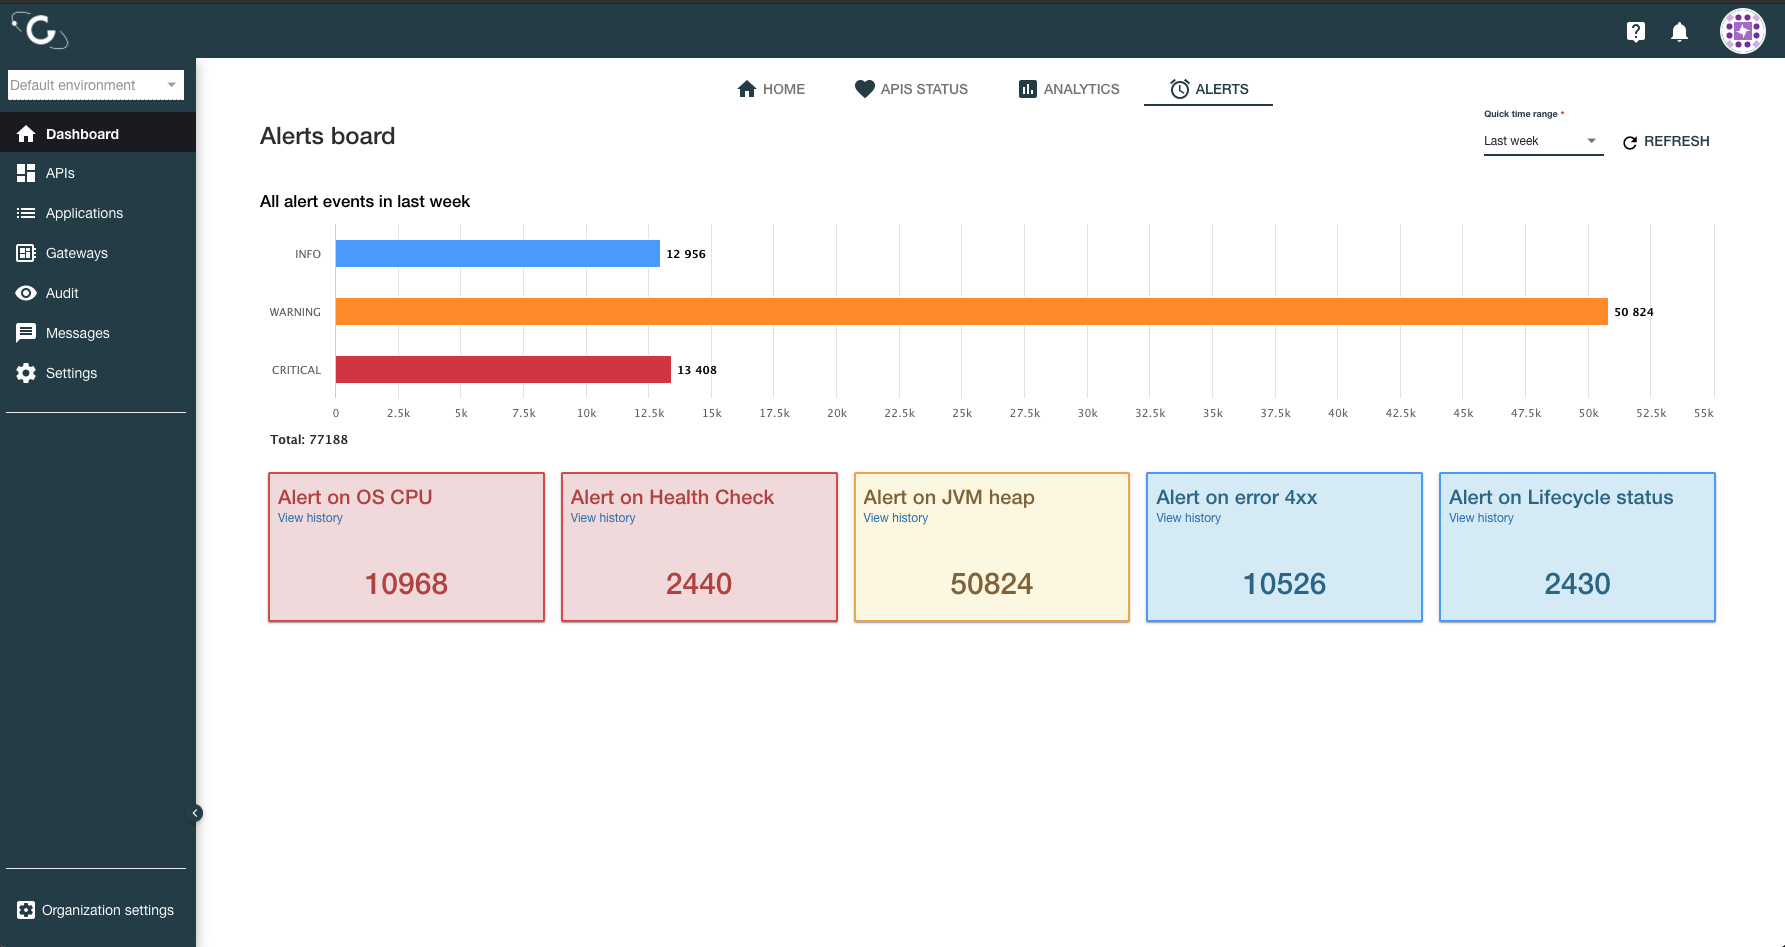 Default environment
Dashboard
APIs
Applications
Gateways
Audit
Messages
Settings
Organization settings
HOME
APIS STATUS
ANALYTICS
ALERTS
Alerts board
Quick time range *
Last week
REFRESH
All alert events in last week
INFO
12 956
WARNING
50 824
CRITICAL
13 408
0 2.5k 5k 7.5k 10k 12.5k 15k 17.5k 20k 22.5k 25k 27.5k 30k 32.5k 35k 37.5k 40k 42.5k 45k 47.5k 50k 52.5k 55k
Total: 77188
Alert on OS CPU
View history
10968
Alert on Health Check
View history
2440
Alert on JVM heap
View history
50824
Alert on error 4xx
View history
10526
Alert on Lifecycle status
View history
2430